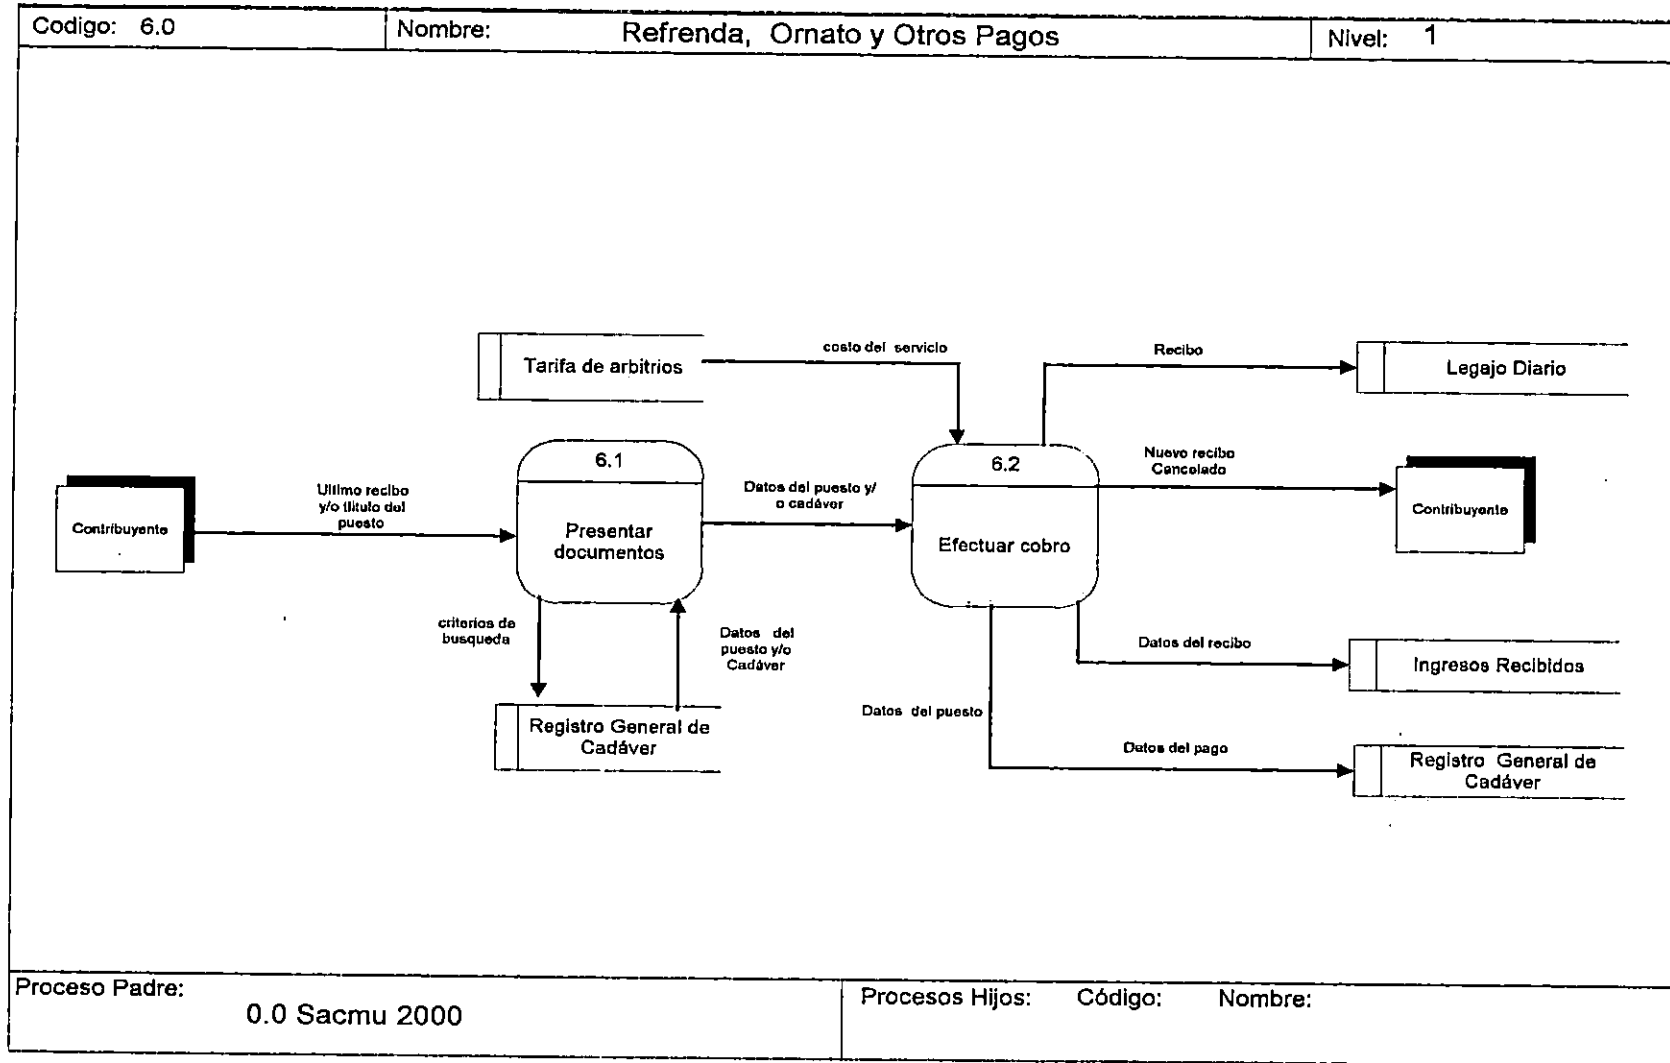 Codigo: 6.0 Nombre: Refrenda, Ornato y Otros Pagos Nivel: 1
Tarifa de arbitrios
costo del servicio
Recibo
Legajo Diario
Contribuyente
Ultimo recibo
y/o titulo del
puesto
6.1
Presentar
documentos
Datos del puesto y/
o cadáver
6.2
Efectuar cobro
Nuevo recibo
Cancelado
Contribuyente
criterios de
busqueda
Datos del
puesto y/o
Cadáver
Registro General de
Cadáver
Datos del recibo
Ingresos Recibidos
Datos del puesto
Datos del pago
Registro General de
Cadáver
Proceso Padre:
0.0 Sacmu 2000
Procesos Hijos: Código: Nombre: